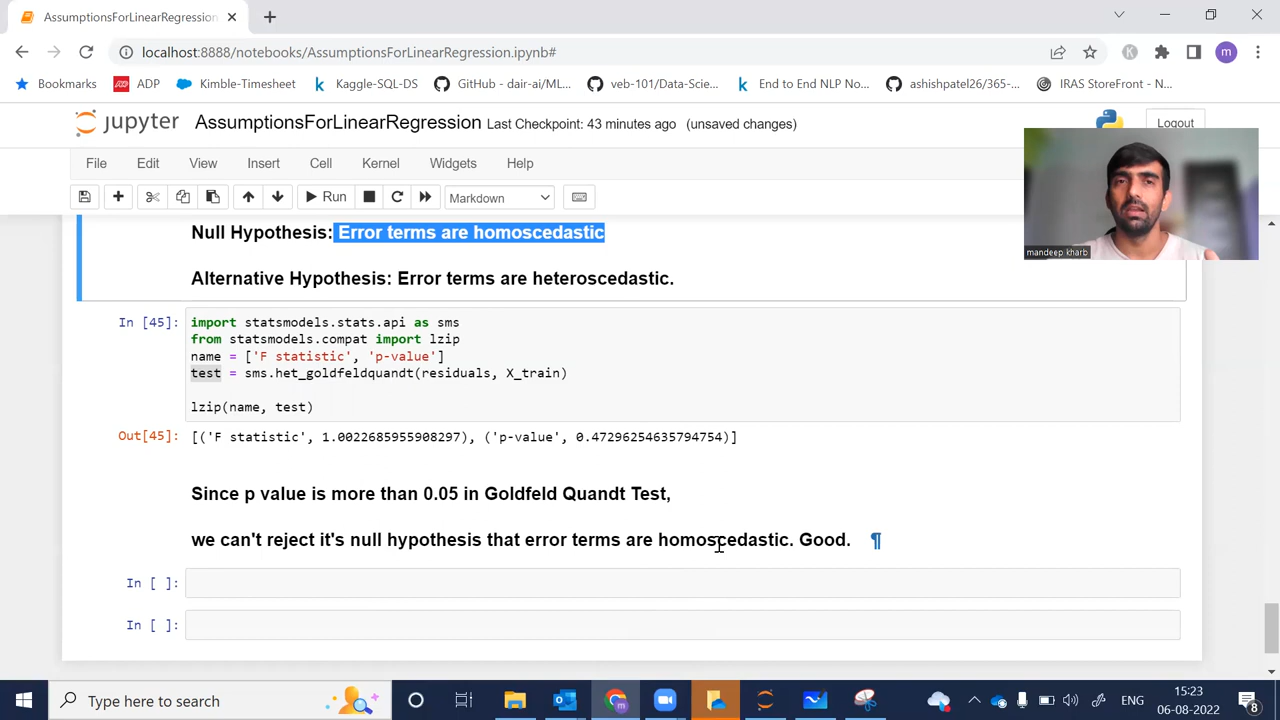 AssumptionsForLinearRegression
localhost:8888/notebooks/AssumptionsForLinearRegression.ipynb#
K
m
Bookmarks
ADP
Kimble-Timesheet
k Kaggle-SQL-DS
GitHub - dair-ai/ML...
veb-101/Data-Scie...
k End to End NLP No...
ashishpatel26/365-...
IRAS StoreFront - N...
jupyter AssumptionsForLinearRegression Last Checkpoint: 43 minutes ago (unsaved changes)
Logout
File Edit View Insert Cell Kernel Widgets Help
Run
Markdown
mandeep kharb
Null Hypothesis: Error terms are homoscedastic
Alternative Hypothesis: Error terms are heteroscedastic.
In [45]: import statsmodels.stats.api as sms
from statsmodels.compat import lzip
name = ['F statistic', 'p-value']
test = sms.het_goldfeldquandt(residuals, X_train)
lzip(name, test)
Out[45]: [('F statistic', 1.0022685955908297), ('p-value', 0.47296254635794754)]
Since p value is more than 0.05 in Goldfeld Quandt Test,
we can't reject it's null hypothesis that error terms are homoscedastic. Good. ¶
In [ ]:
In [ ]:
Type here to search
ENG
15:23
06-08-2022
8